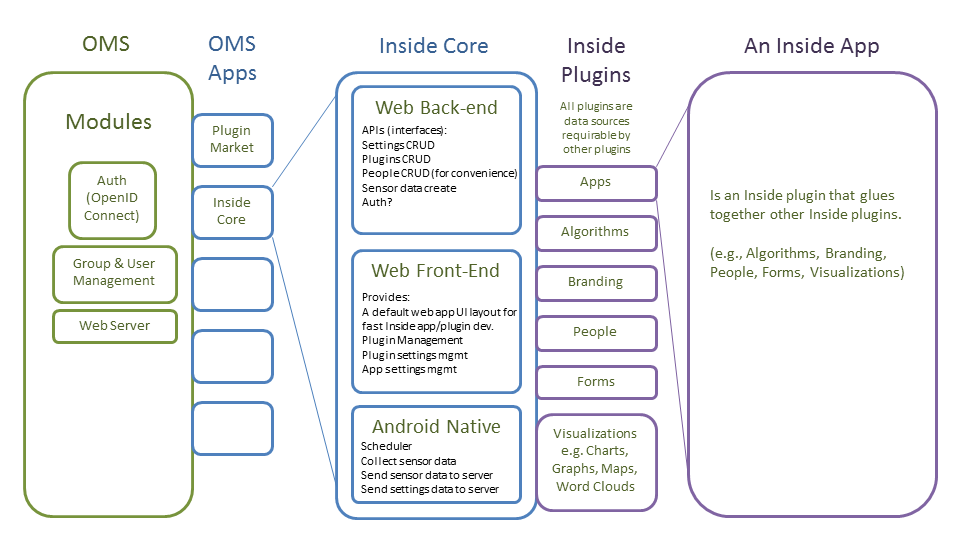 OMS
Modules
Auth
(OpenID
Connect)
Group & User
Management
Web Server
OMS
Apps
Plugin
Market
Inside
Core
Inside Core
Web Back-end
APIs (interfaces):
Settings CRUD
Plugins CRUD
People CRUD (for convenience)
Sensor data create
Auth?
Web Front-End
Provides:
A default web app UI layout for
fast Inside app/plugin dev.
Plugin Management
Plugin settings mgmt
App settings mgmt
Android Native
Scheduler
Collect sensor data
Send sensor data to server
Send settings data to server
Inside
Plugins
All plugins are
data sources
requirable by
other plugins
Apps
Algorithms
Branding
People
Forms
Visualizations
e.g. Charts,
Graphs, Maps,
Word Clouds
An Inside App
Is an Inside plugin that glues
together other Inside plugins.
(e.g., Algorithms, Branding,
People, Forms, Visualizations)